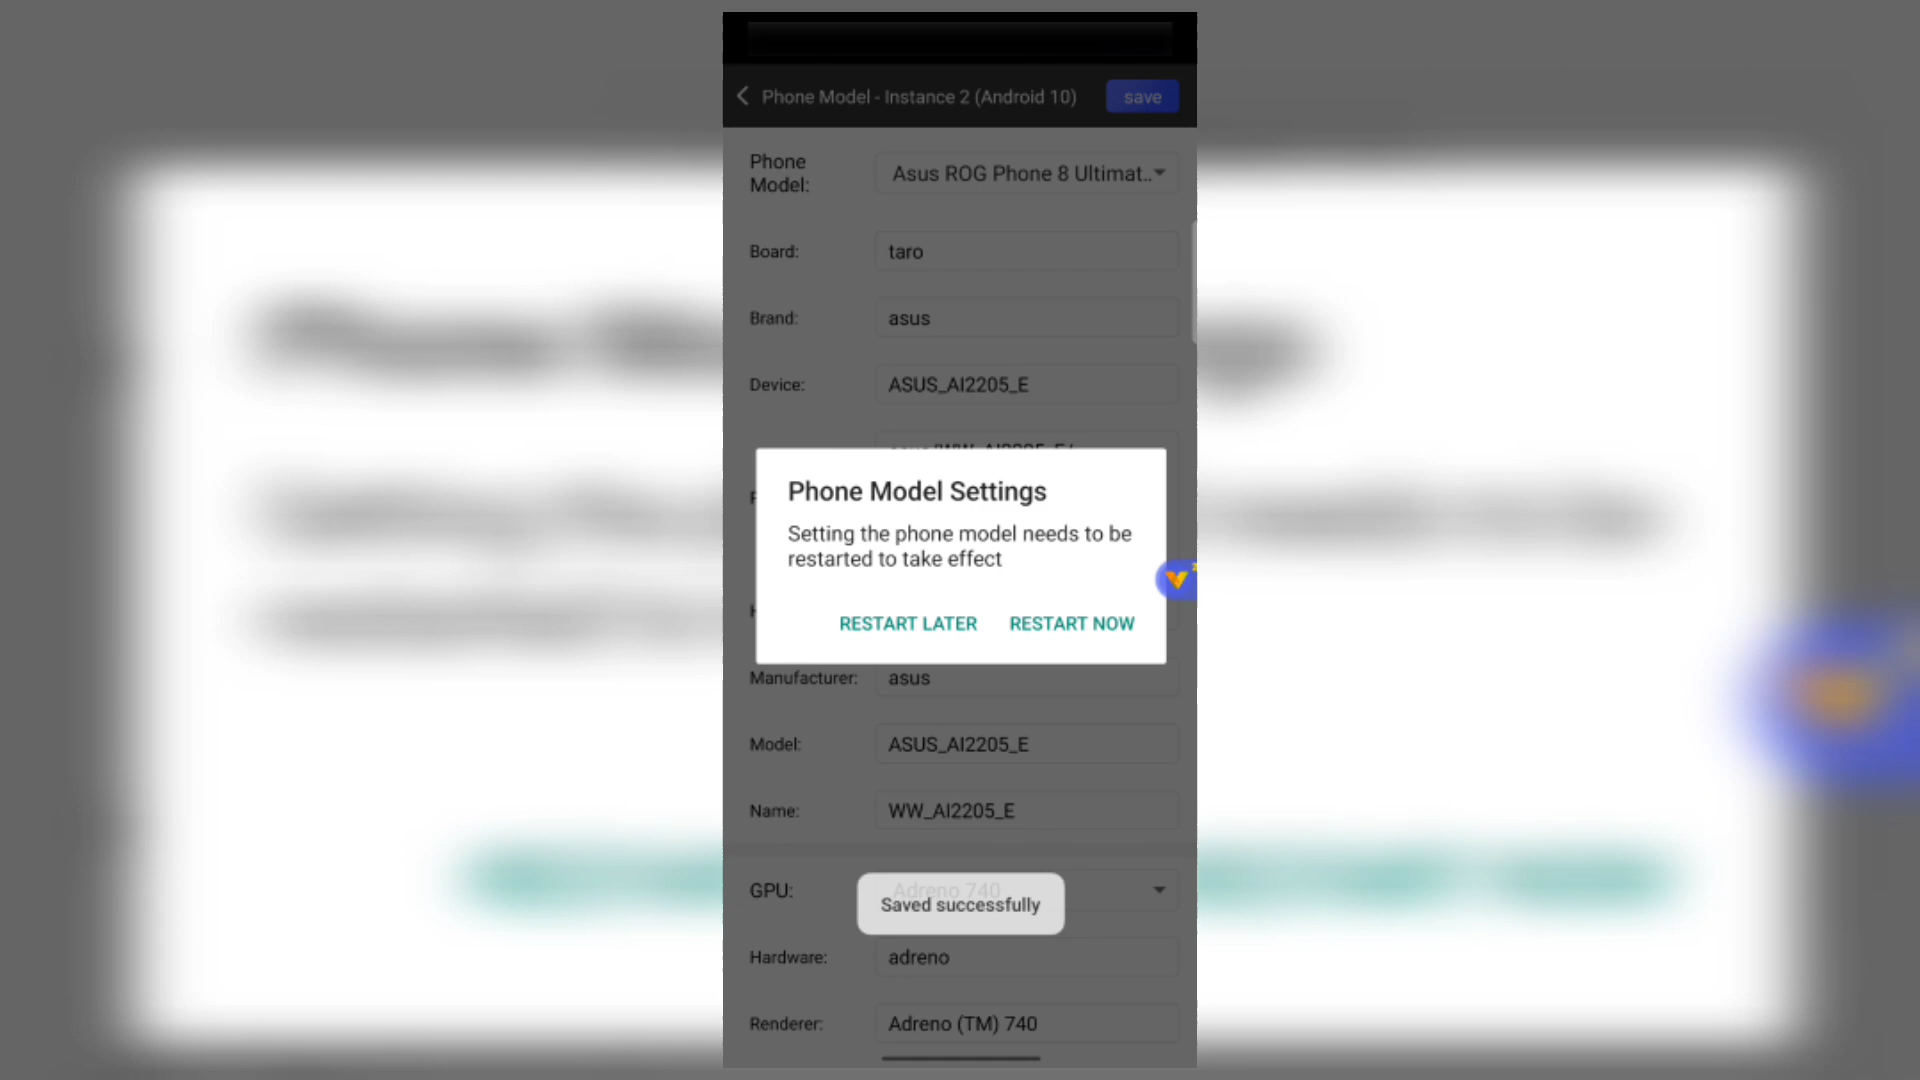 Phone Model - Instance 2 (Android 10)
save
Phone
Model:
Asus ROG Phone 8 Ultimat..
Board:
taro
Brand:
asus
Device:
ASUS_AI2205_E
Phone Model Settings
Setting the phone model needs to be
restarted to take effect
RESTART LATER
RESTART NOW
Manufacturer:
asus
Model:
ASUS_AI2205_E
Name:
WW_AI2205_E
GPU:
Adreno 740
Saved successfully
Hardware:
adreno
Renderer:
Adreno (TM) 740